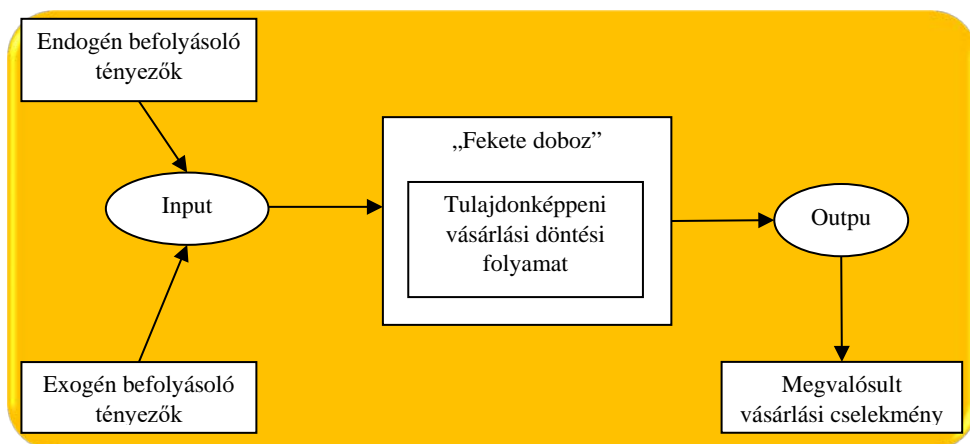 Endogén befolyásoló
tényezők
Input
Exogén befolyásoló
tényezők
„Fekete doboz”
Tulajdonképpeni
vásárlási döntési
folyamat
Outpu
Megvalósult
vásárlási cselekmény